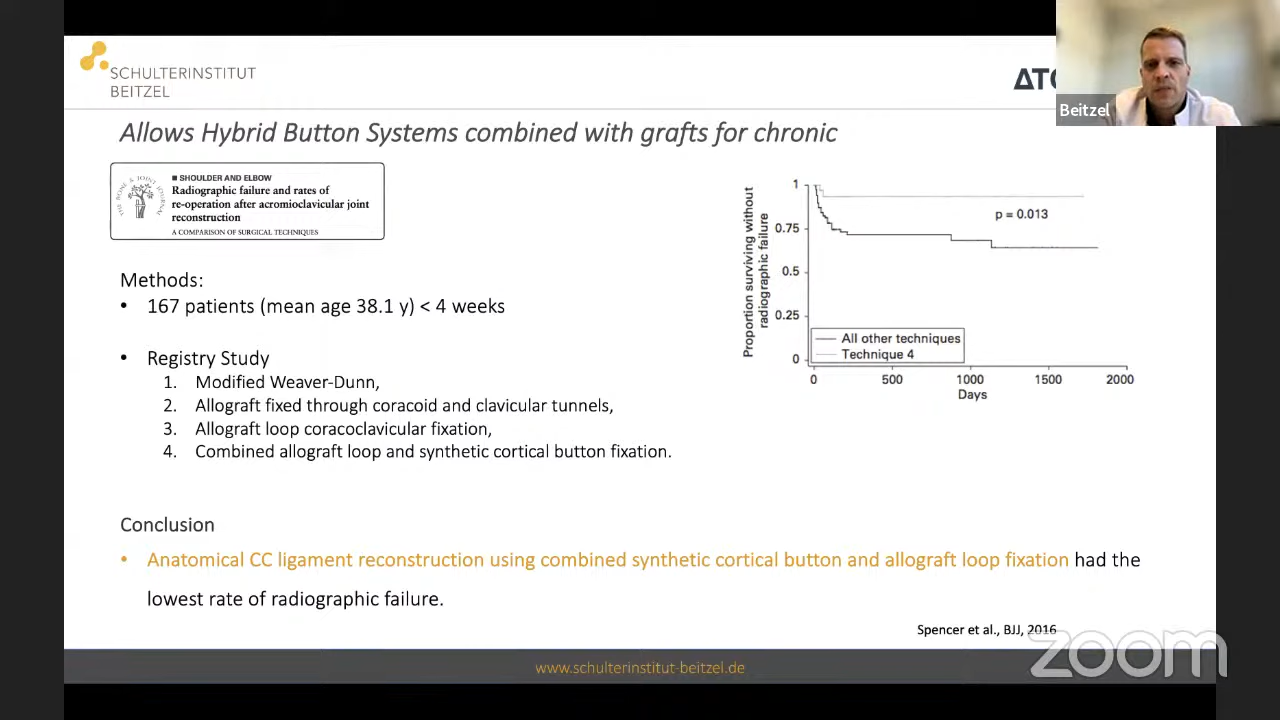 SCHULTERINSTITUT
BEITZEL
Beitzel
Allows Hybrid Button Systems combined with grafts for chronic
THE BONE & JOINT JOURNAL
■ SHOULDER AND ELBOW
Radiographic failure and rates of
re-operation after acromioclavicular joint
reconstruction
A COMPARISON OF SURGICAL TECHNIQUES
Methods:
• 167 patients (mean age 38.1 y) < 4 weeks
• Registry Study
1. Modified Weaver-Dunn,
2. Allograft fixed through coracoid and clavicular tunnels,
3. Allograft loop coracoclavicular fixation,
4. Combined allograft loop and synthetic cortical button fixation.
Proportion surviving without
radiographic failure
1
0.75
0.5
0.25
0
p = 0.013
All other techniques
Technique 4
0 500 1000 1500 2000
Days
Conclusion
• Anatomical CC ligament reconstruction using combined synthetic cortical button and allograft loop fixation had the
lowest rate of radiographic failure.
Spencer et al., BJJ, 2016
zoom
www.schulterinstitut-beitzel.de